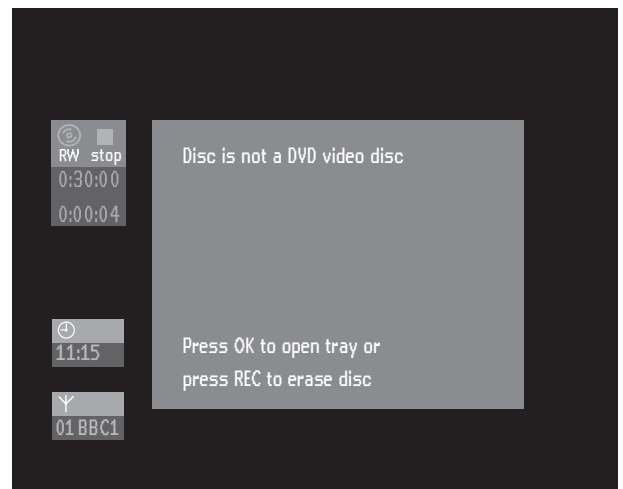 RW stop
0:30:00
0:00:04
Disc is not a DVD video disc
11:15
01 BBC1
Press OK to open tray or
press REC to erase disc